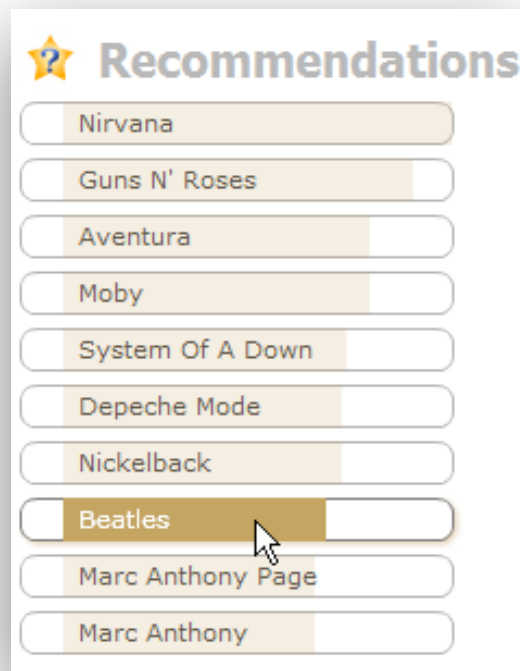 Recommendations
Nirvana
Guns N' Roses
Aventura
Moby
System Of A Down
Depeche Mode
Nickelback
Beatles
Marc Anthony Page
Marc Anthony